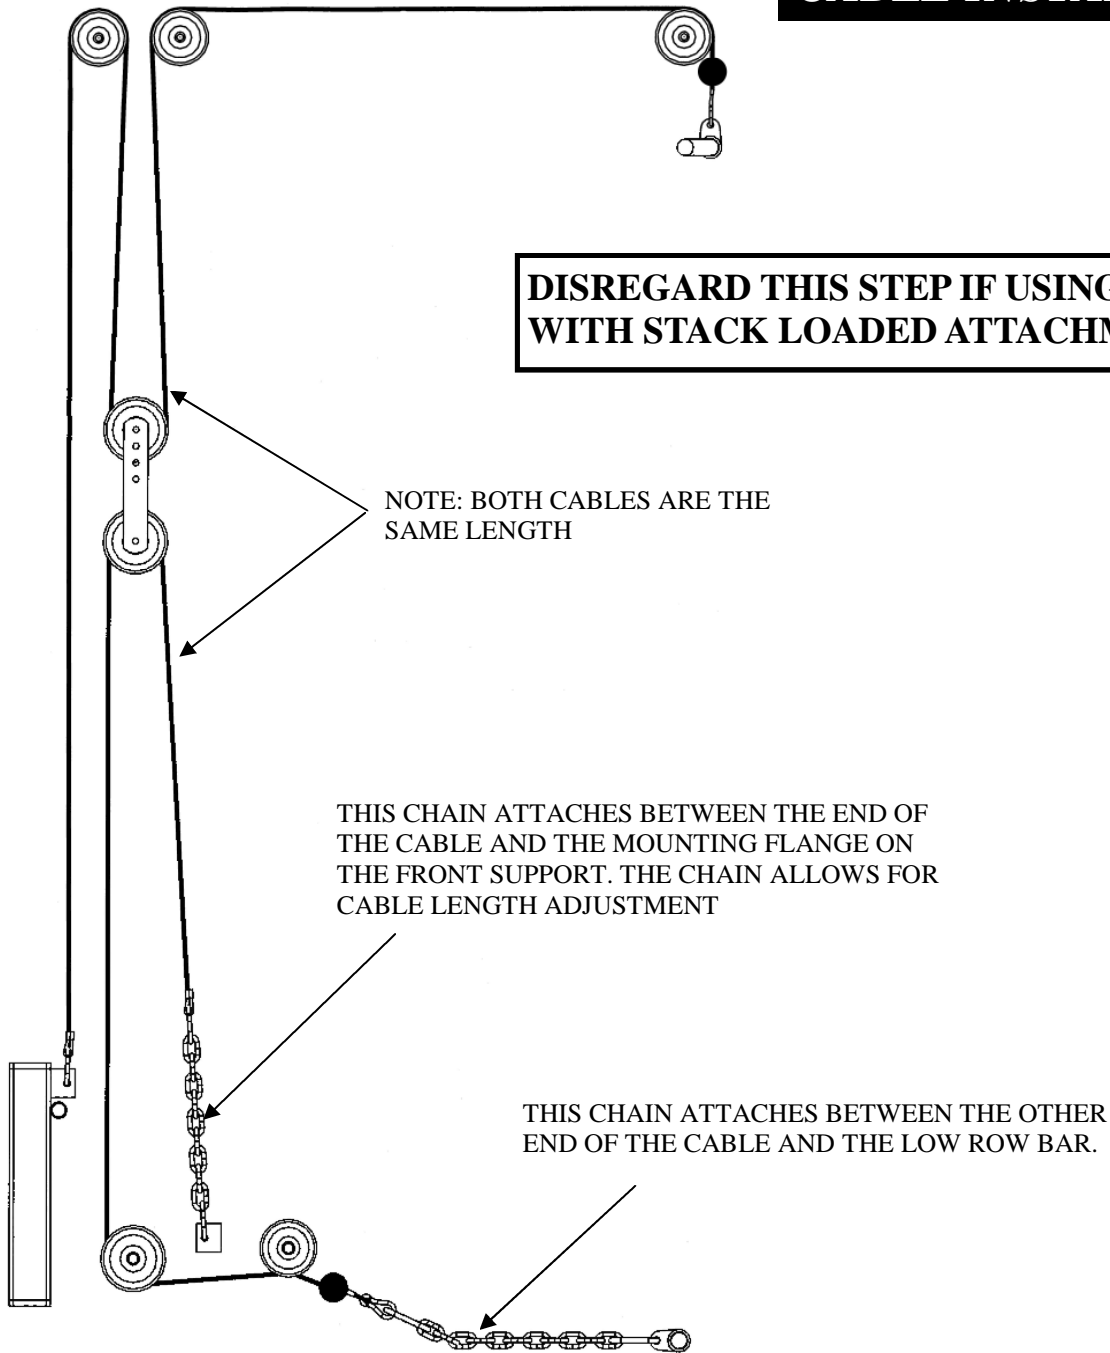 DISREGARD THIS STEP IF USING
WITH STACK LOADED
NOTE: BOTH CABLES ARE THE
SAME LENGTH
THIS CHAIN ATTACHES BETWEEN THE END OF
THE CABLE AND THE MOUNTING FLANGE ON
THE FRONT SUPPORT. THE CHAIN ALLOWS FOR
CABLE LENGTH ADJUSTMENT
THIS CHAIN ATTACHES BETWEEN THE OTHER
END OF THE CABLE AND THE LOW ROW BAR.